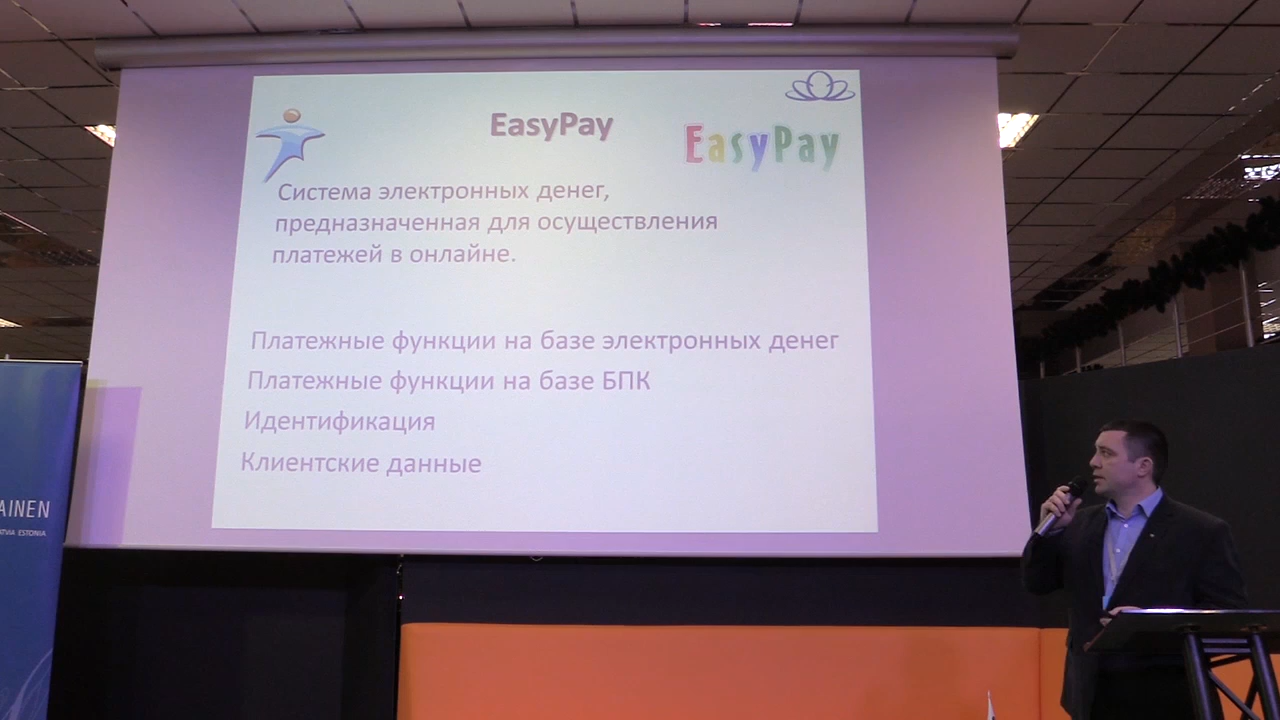 EasyPay
EasyPay
Система электронных денег,
предназначенная для осуществления
платежей в онлайне.
Платежные функции на базе электронных денег
Платежные функции на базе БПК
Идентификация
Клиентские данные
AINEN
ESTONIA